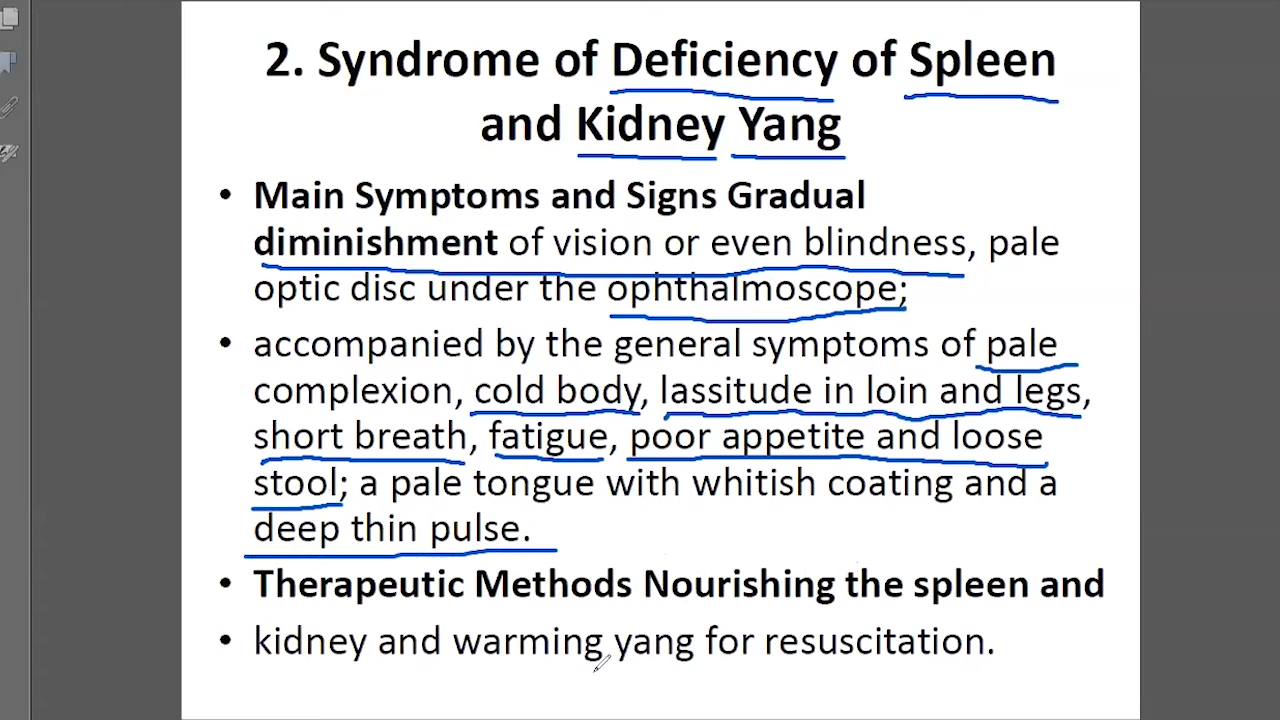 2. Syndrome of Deficiency of Spleen
and Kidney Yang
• Main Symptoms and Signs Gradual
diminishment of vision or even blindness, pale
optic disc under the ophthalmoscope;
• accompanied by the general symptoms of pale
complexion, cold body, lassitude in loin and legs,
short breath, fatigue, poor appetite and loose
stool; a pale tongue with whitish coating and a
deep thin pulse.
• Therapeutic Methods Nourishing the spleen and
• kidney and warming yang for resuscitation.